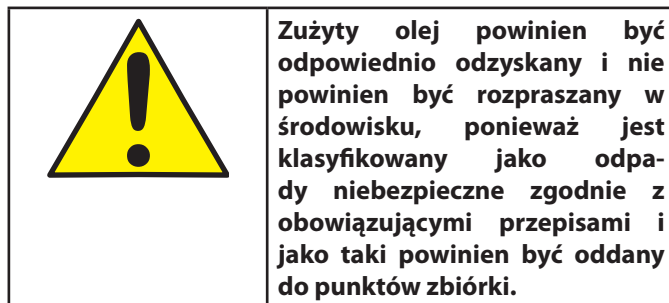 Zużyty olej powinien być
odpowiednio odzyskany i nie
powinien być rozpraszany w
środowisku, ponieważ jest
klasyfikowany jako odpa-
dy niebezpieczne zgodnie z
obowiązującymi przepisami i
jako taki powinien być oddany
do punktów zbiórki.